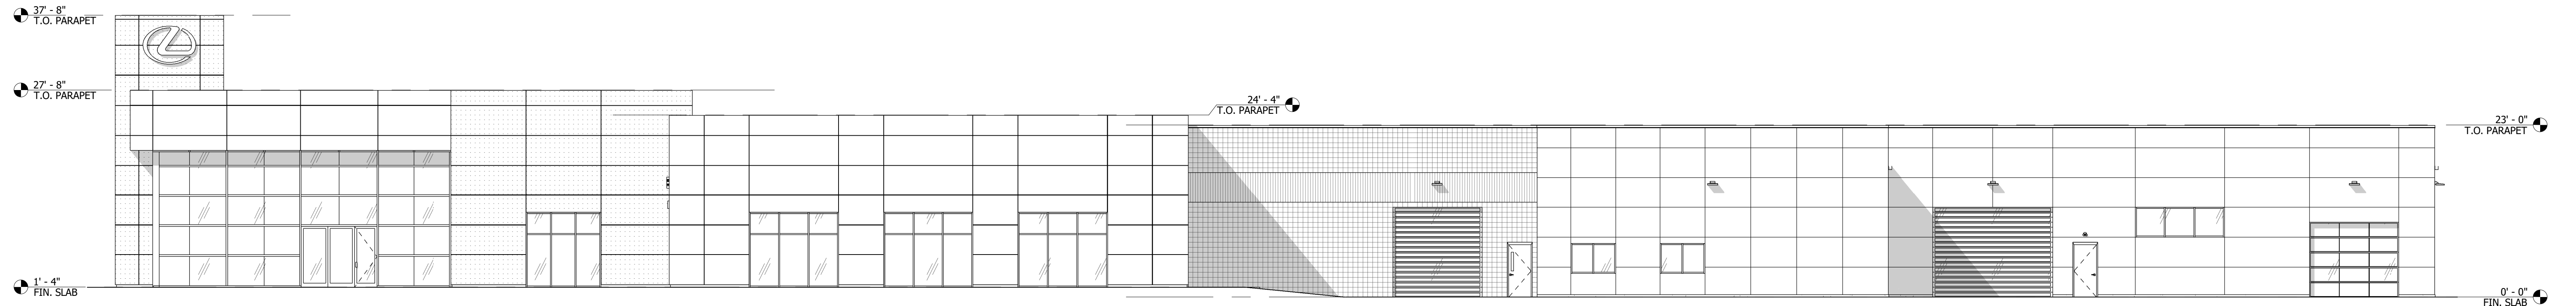 37' - 8"
T.O. PARAPET
27' - 8"
T.O. PARAPET
24' - 4"
T.O. PARAPET
23' - 0"
T.O. PARAPET
1' - 4"
FIN. SLAB
0' - 0"
FIN. SLAB